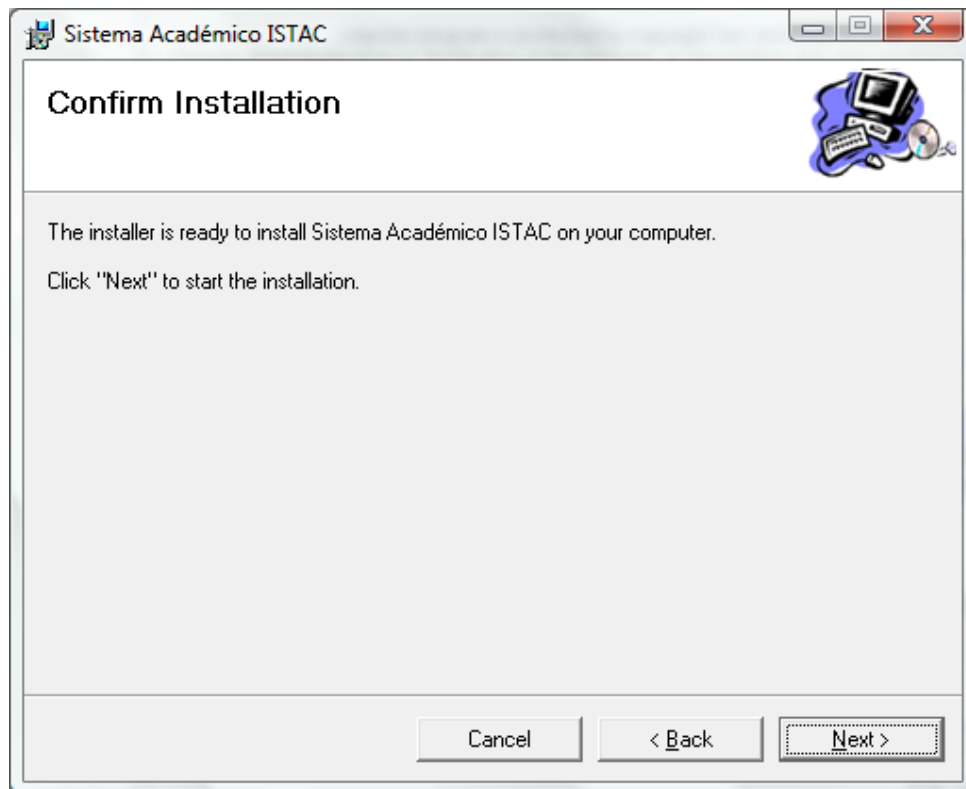 Sistema Académico ISTAC
Confirm Installation
The installer is ready to install Sistema Académico ISTAC on your computer.
Click "Next" to start the installation.
Cancel
< Back
Next >